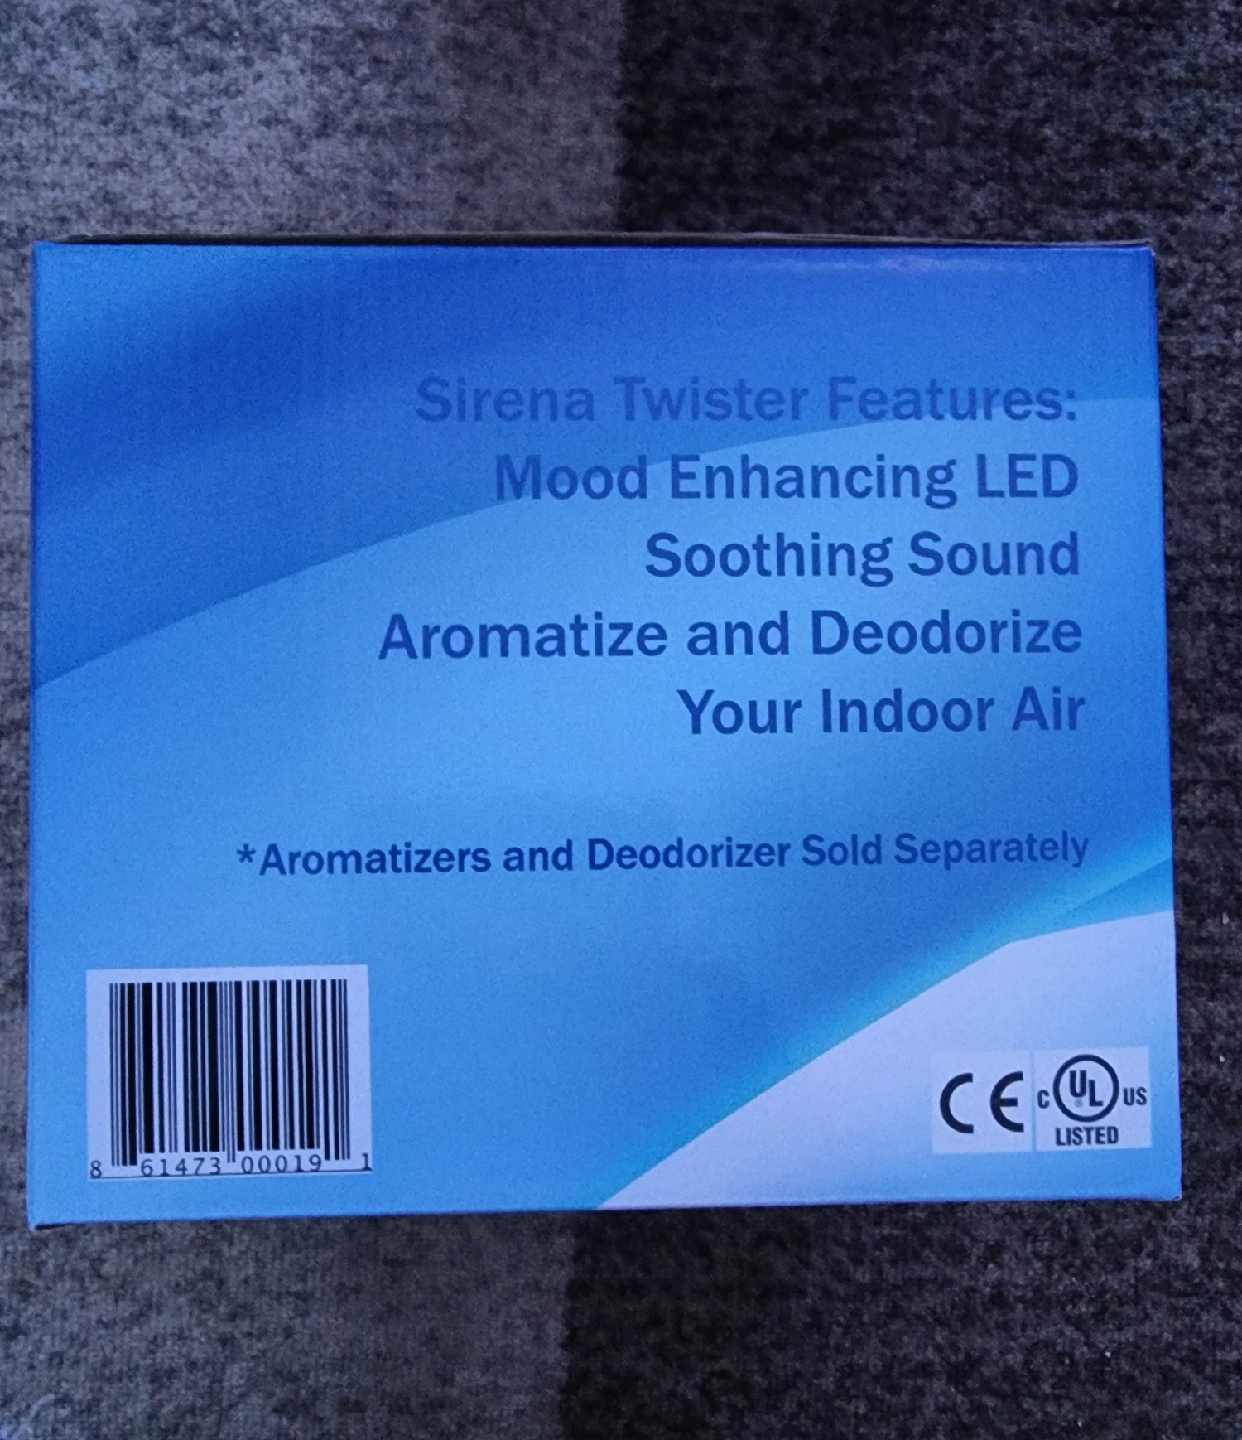 Sirena Twister Features:
Mood Enhancing LED
Soothing Sound
Aromatize and Deodorize
Your Indoor Air
*Aromatizers and Deodorizer Sold Separately
8 61473 00019 1
CE
C UL US
LISTED